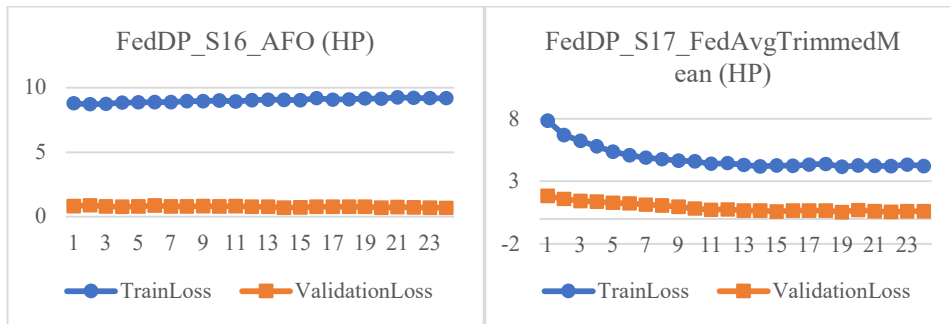 FedDP_S16_AFO (HP)
10
5
0
1 3 5 7 9 11 13 15 17 19 21 23
TrainLoss ValidationLoss
FedDP_S17_FedAvgTrimmedM
ean (HP)
8
3
-2
1 3 5 7 9 11 13 15 17 19 21 23
TrainLoss ValidationLoss